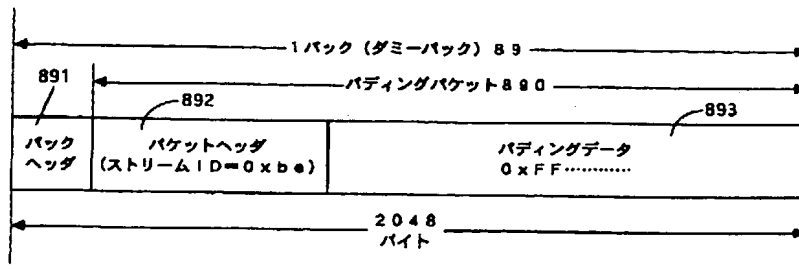 1パック(ダミーパック)89
パディングパケット890
891
892
893
パック
ヘッダ
パケットヘッダ
(ストリームID=0xbe)
パディングデータ
0xFF…………
2048
バイト